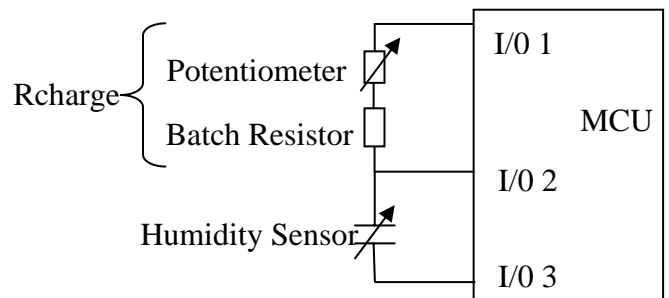 I/0 1
Potentiometer
Rcharge
Batch Resistor
MCU
I/0 2
Humidity Sensor
I/0 3